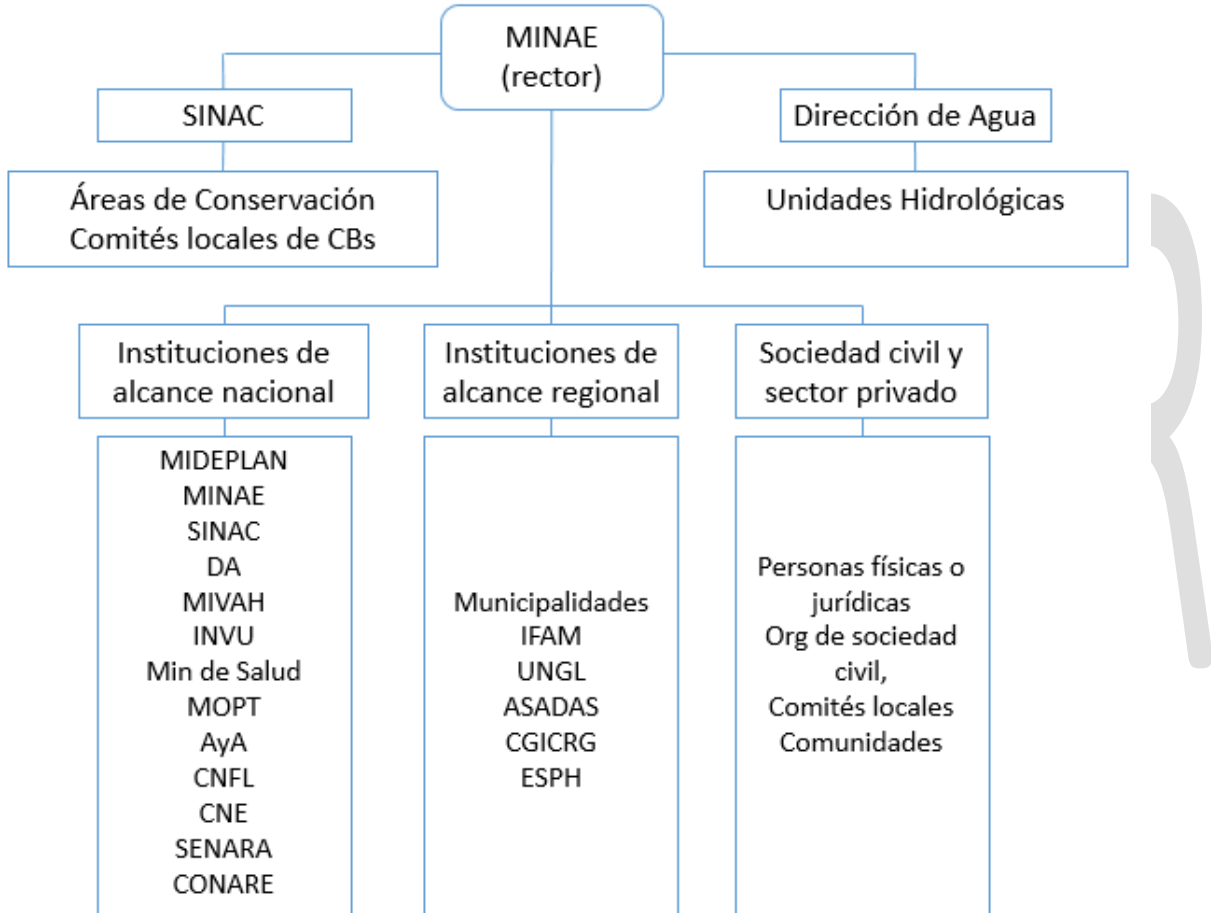 MINAE
(rector)
SINAC
Dirección de Agua
Áreas de Conservación
Comités locales de CBs
Unidades Hidrológicas
Instituciones de
alcance nacional
Instituciones de
alcance regional
Sociedad civil y
sector privado
MIDEPLAN
MINAE
SINAC
DA
MIVAH
INVU
Min de Salud
MOPT
AyA
CNFL
CNE
SENARA
CONARE
Municipalidades
IFAM
UNGL
ASADAS
CGICRG
ESPH
Personas físicas o
jurídicas
Org de sociedad
civil,
Comités locales
Comunidades